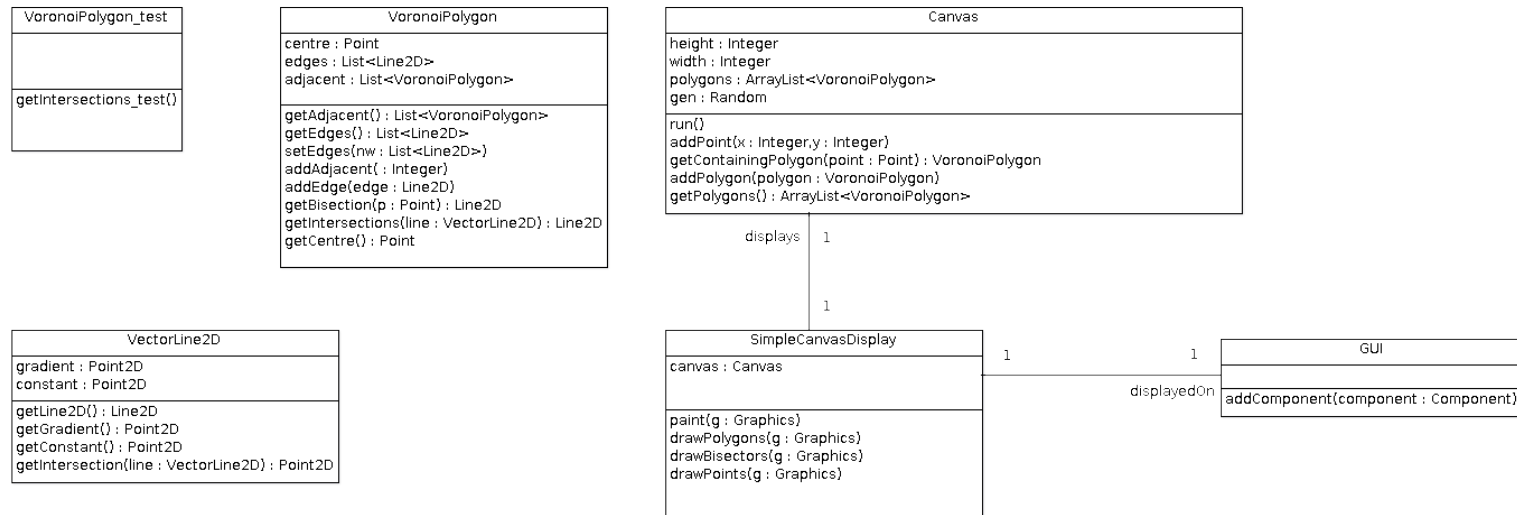 VoronoiPolygon_test
getIntersections_test()
VoronoiPolygon
centre : Point
edges : List<Line2D>
adjacent : List<VoronoiPolygon>
getAdjacent() : List<VoronoiPolygon>
getEdges() : List<Line2D>
setEdges(nw : List<Line2D>)
addAdjacent( : Integer)
addEdge(edge : Line2D)
getBisection(p : Point) : Line2D
getIntersections(line : VectorLine2D) : Line2D
getCentre() : Point
Canvas
height : Integer
width : Integer
polygons : ArrayList<VoronoiPolygon>
gen : Random
run()
addPoint(x : Integer,y : Integer)
getContainingPolygon(point : Point) : VoronoiPolygon
addPolygon(polygon : VoronoiPolygon)
getPolygons() : ArrayList<VoronoiPolygon>
displays 1
1
VectorLine2D
gradient : Point2D
constant : Point2D
getLine2D() : Line2D
getGradient() : Point2D
getConstant() : Point2D
getIntersection(line : VectorLine2D) : Point2D
SimpleCanvasDisplay
canvas : Canvas
paint(g : Graphics)
drawPolygons(g : Graphics)
drawBisectors(g : Graphics)
drawPoints(g : Graphics)
1 1
displayedOn
GUI
addComponent(component : Component)